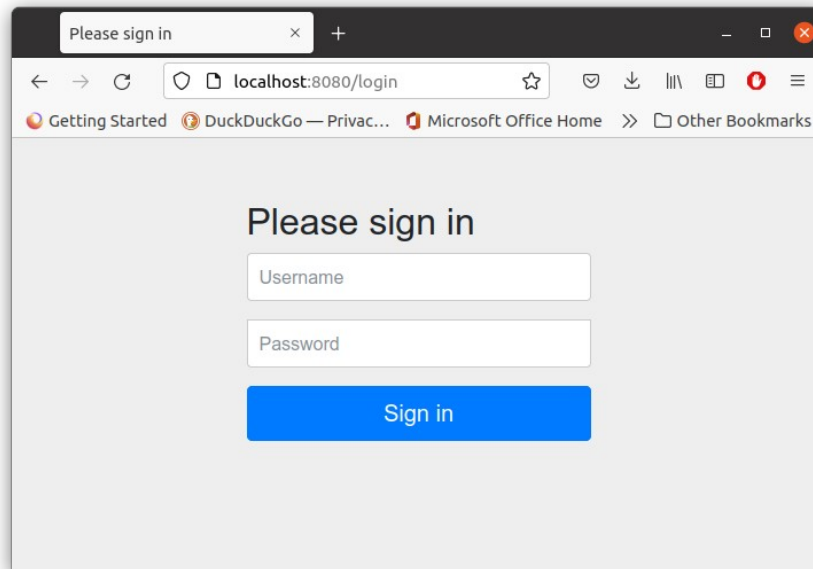 Please sign in
localhost:8080/login
Getting Started DuckDuckGo — Privac... Microsoft Office Home Other Bookmarks
Please sign in
Username
Password
Sign in